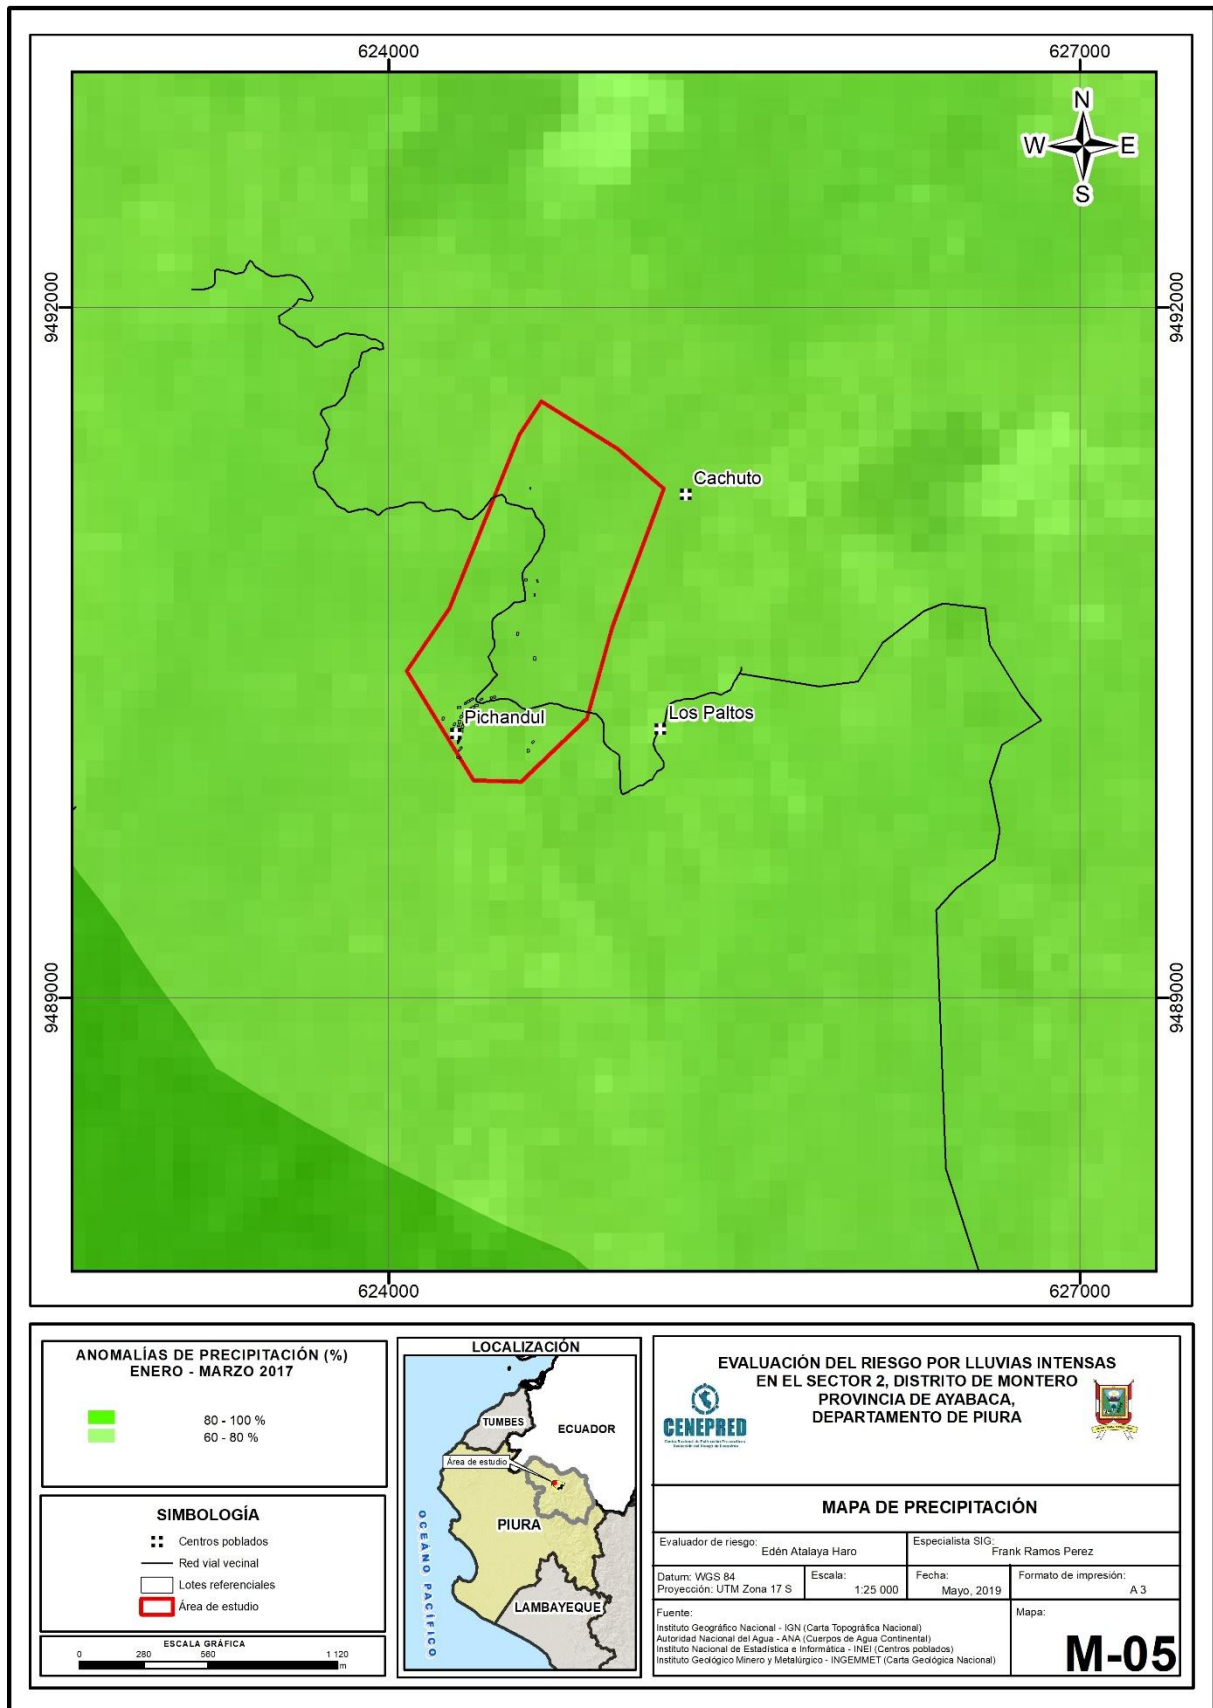 624000
627000
N
W
E
S
9492000
9492000
Cachuto
Pichandul
Los Paltos
9489000
9489000
624000
627000
ANOMALÍAS DE PRECIPITACIÓN (%)
ENERO - MARZO 2017
80 - 100 %
60 - 80 %
SIMBOLOGÍA
Centros poblados
Red vial vecinal
Lotes referenciales
Área de estudio
ESCALA GRÁFICA
0 280 560 1 120
m
LOCALIZACIÓN
TUMBES
ECUADOR
Área de estudio
PIURA
OCEÁNO PACÍFICO
LAMBAYEQUE
EVALUACIÓN DEL RIESGO POR LLUVIAS INTENSAS
EN EL SECTOR 2, DISTRITO DE MONTERO
PROVINCIA DE AYABACA,
DEPARTAMENTO DE PIURA
CENEPRED
MAPA DE PRECIPITACIÓN
Evaluador de riesgo:
Edén Atalaya Haro
Especialista SIG:
Frank Ramos Perez
Datum: WGS 84
Proyección: UTM Zona 17 S
Escala:
1:25 000
Fecha:
Mayo, 2019
Formato de impresión:
A 3
Fuente:
Instituto Geográfico Nacional - IGN (Carta Topográfica Nacional)
Autoridad Nacional del Agua - ANA (Cuerpos de Agua Continental)
Instituto Nacional de Estadística e Informática - INEI (Centros poblados)
Instituto Geológico Minero y Metalúrgico - INGEMMET (Carta Geológica Nacional)
Mapa:
M-05